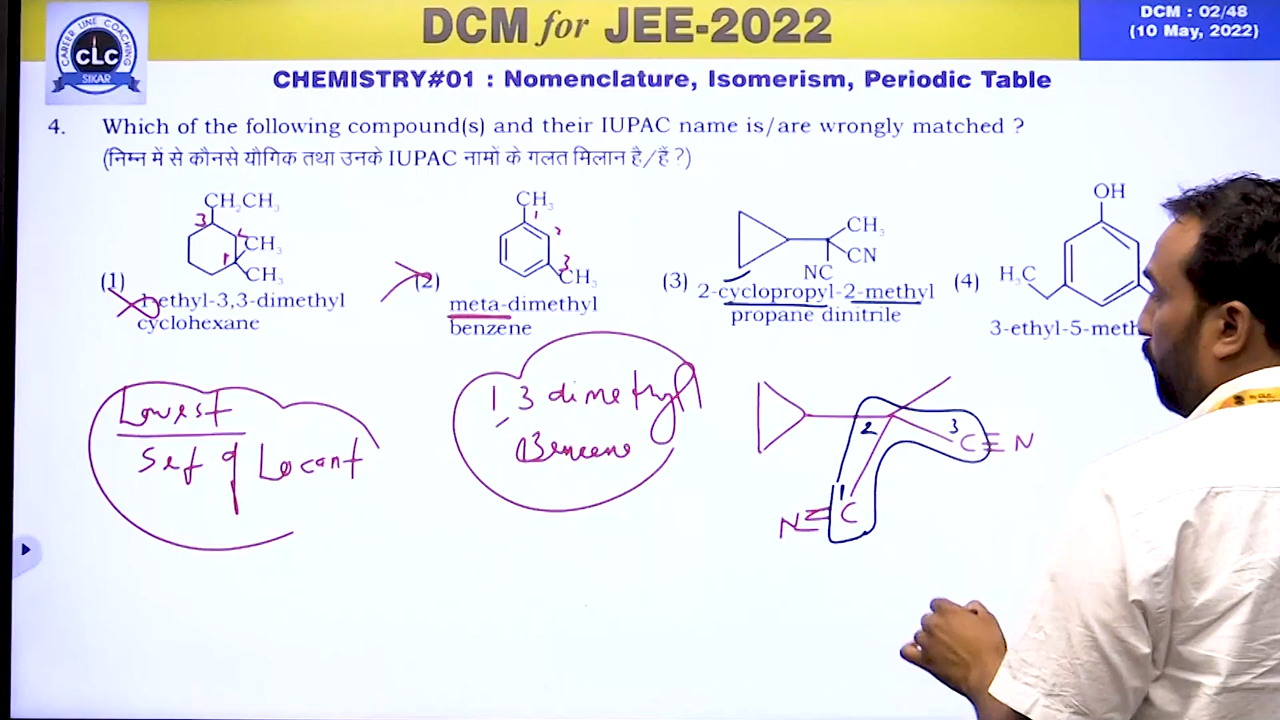 CAREER LINE COACHING
CLC
SIKAR
DCM for JEE-2022
DCM : 02/48
(10 May, 2022)
CHEMISTRY#01 : Nomenclature, Isomerism, Periodic Table
4. Which of the following compound(s) and their IUPAC name is/are wrongly matched ?
(निम्न में से कौनसे यौगिक तथा उनके IUPAC नामों के गलत मिलान है/हैं ?)
CH₂CH₃
3
2
CH₃
1
CH₃
(1)
1-ethyl-3,3-dimethyl
cyclohexane
CH₃
1
2
3
CH₃
(2)
meta-dimethyl
benzene
CH₃
CN
NC
(3) 2-cyclopropyl-2-methyl
propane dinitrile
OH
H₃C
(4)
3-ethyl-5-meth
Lowest
Set of Locant
1,3 dimethyl
Benzene
2
3
C≡N
1
N≡C